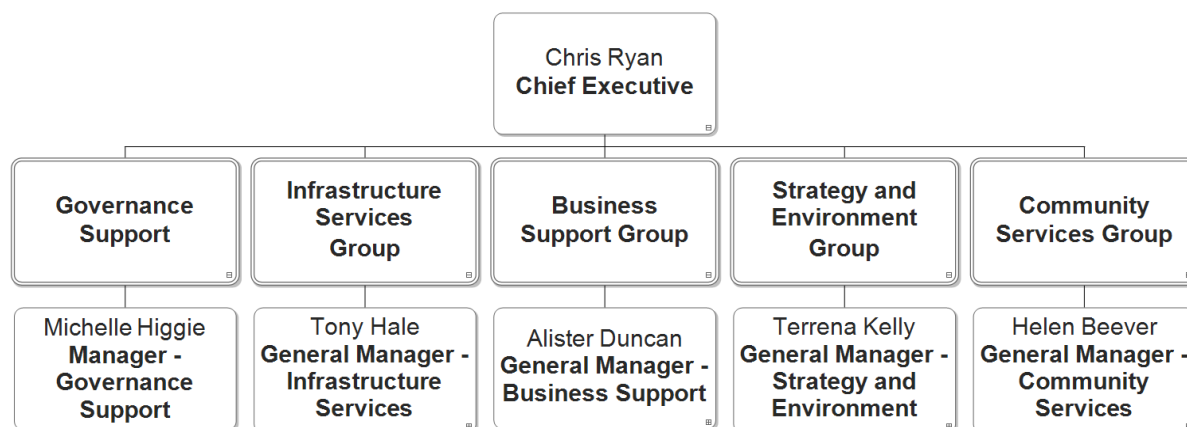 Chris Ryan
Chief Executive
Governance
Support
Infrastructure
Services
Group
Business
Support Group
Strategy and
Environment
Group
Community
Services Group
Michelle Higgie
Manager -
Governance
Support
Tony Hale
General Manager -
Infrastructure
Services
Alister Duncan
General Manager -
Business Support
Terrena Kelly
General Manager -
Strategy and
Environment
Helen Beever
General Manager -
Community
Services